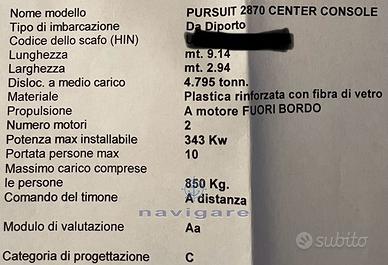 Nome modello PURSUIT 2870 CENTER CONSOLE
Tipo di imbarcazione Da Diporto
Codice dello scafo (HIN)
Lunghezza mt. 9.14
Larghezza mt. 2.94
Disloc. a medio carico 4.795 tonn.
Materiale Plastica rinforzata con fibra di vetro
Propulsione A motore FUORI BORDO
Numero motori 2
Potenza max installabile 343 Kw
Portata persone max 10
Massimo carico comprese
le persone 850 Kg.
Comando del timone A distanza
navigare
Modulo di valutazione Aa
subito
Categoria di progettazione C